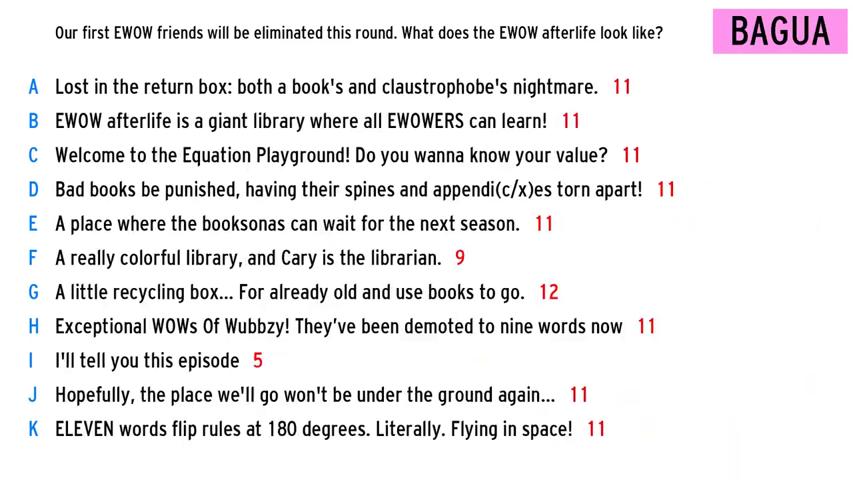 Our first EWOW friends will be eliminated this round. What does the EWOW afterlife look like?
BAGUA
A Lost in the return box: both a book's and claustrophobe's nightmare. 11
B EWOW afterlife is a giant library where all EWOWERS can learn! 11
C Welcome to the Equation Playground! Do you wanna know your value? 11
D Bad books be punished, having their spines and appendi(c/x)es torn apart! 11
E A place where the booksonas can wait for the next season. 11
F A really colorful library, and Cary is the librarian. 9
G A little recycling box... For already old and use books to go. 12
H Exceptional WOWs Of Wubbzy! They’ve been demoted to nine words now 11
I I'll tell you this episode 5
J Hopefully, the place we'll go won't be under the ground again... 11
K ELEVEN words flip rules at 180 degrees. Literally. Flying in space! 11